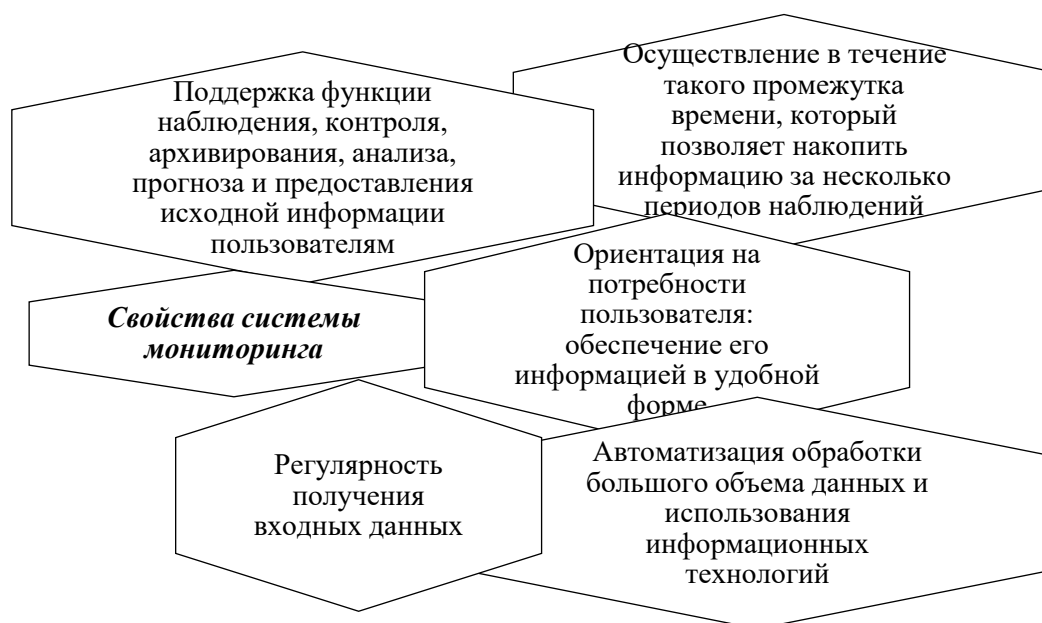 Поддержка функции
наблюдения, контроля,
архивирования, анализа,
прогноза и предоставления
исходной информации
пользователям
Осуществление в течение
такого промежутка
времени, который
позволяет накопить
информацию за несколько
периодов наблюдений
Свойства системы
мониторинга
Ориентация на
потребности
пользователя:
обеспечение его
информацией в удобной
форме
Регулярность
получения
входных данных
Автоматизация обработки
большого объема данных и
использования
информационных
технологий